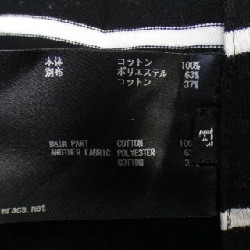 本体 コットン 100%
別布 ポリエステル 63%
コットン 37%
MAIN PART COTTON
ANOTHER FABRIC POLYESTER
COTTON